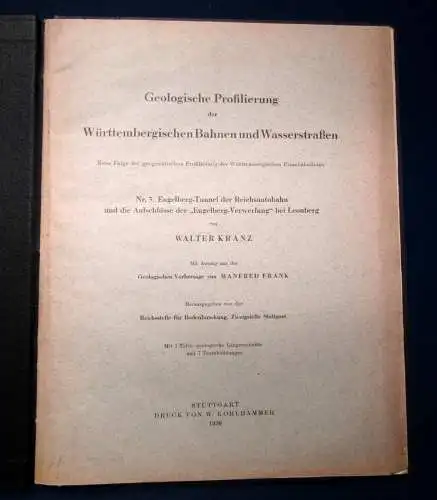 Geologische Profilierung
der
Württembergischen Bahnen und Wasserstraßen
Neue Folge der geognostischen Profilierung der Württembergischen Eisenbahnlinien
Nr. 7. Engelberg-Tunnel der Reichsautobahn
und die Aufschlüsse der „Engelberg-Verwerfung“ bei Leonberg
von
WALTER KRANZ
Mit Auszug aus der
Geologischen Vorhersage von MANFRED FRANK
Herausgegeben von der
Reichsstelle für Bodenforschung, Zweigstelle Stuttgart
Mit 1 Tafel geologische Längenschnitte
und 7 Textabbildungen
STUTTGART
DRUCK VON W. KOHLHAMMER